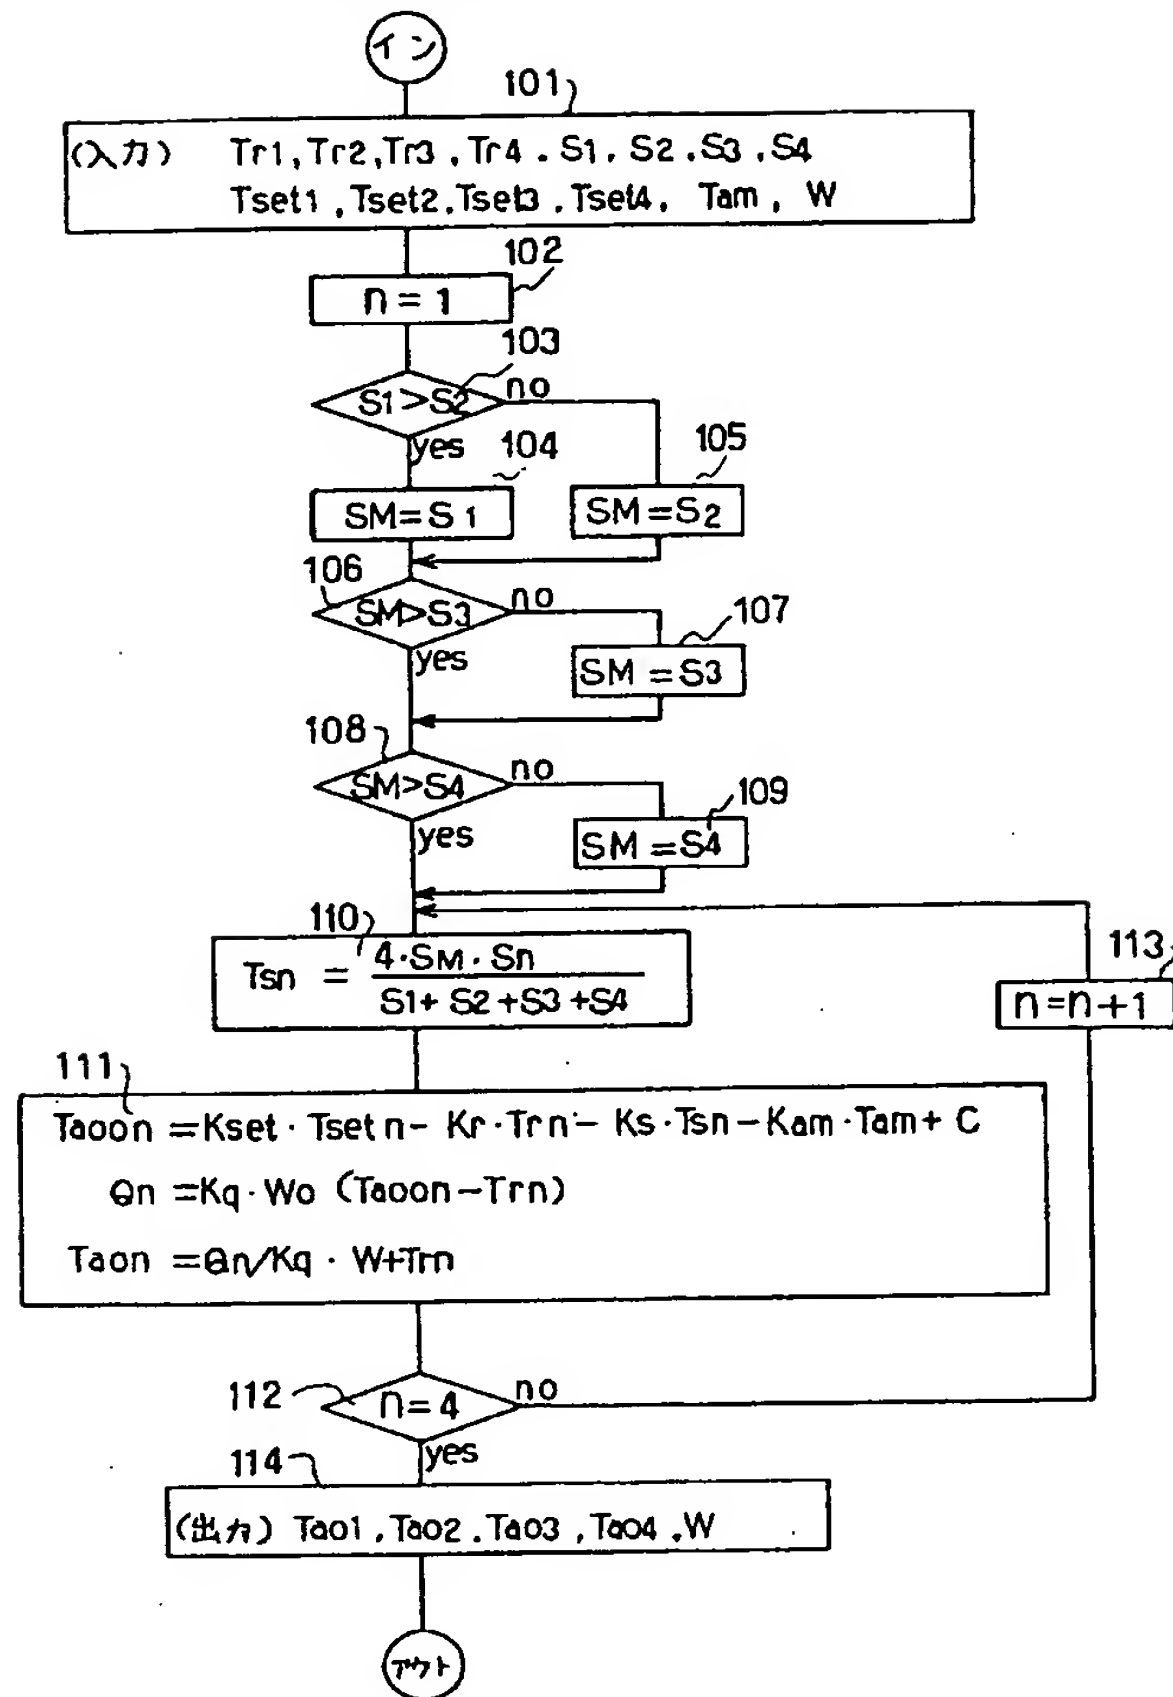 イン
101
(入力) Tr1,Tr2,Tr3,Tr4.S1.S2.S3.S4
Tset1,Tset2.Tset3.Tset4. Tam, W
102
n = 1
103
S1>S2
no
yes
104
105
SM=S1
SM=S2
106
SM>S3
no
yes
107
SM=S3
108
SM>S4
no
yes
109
SM=S4
110
Tsn = 4·SM·Sn
S1+S2+S3+S4
113
n=n+1
111
Taoon =Kset·Tsetn-Kr·Trn-Ks·Tsn-Kam·Tam+C
Qn =Kq·Wo (Taoon-Trn)
Taon =Qn/Kq·W+Trn
112
n=4
no
yes
114
(出力) Tao1,Tao2.Tao3,Tao4.W
アウト